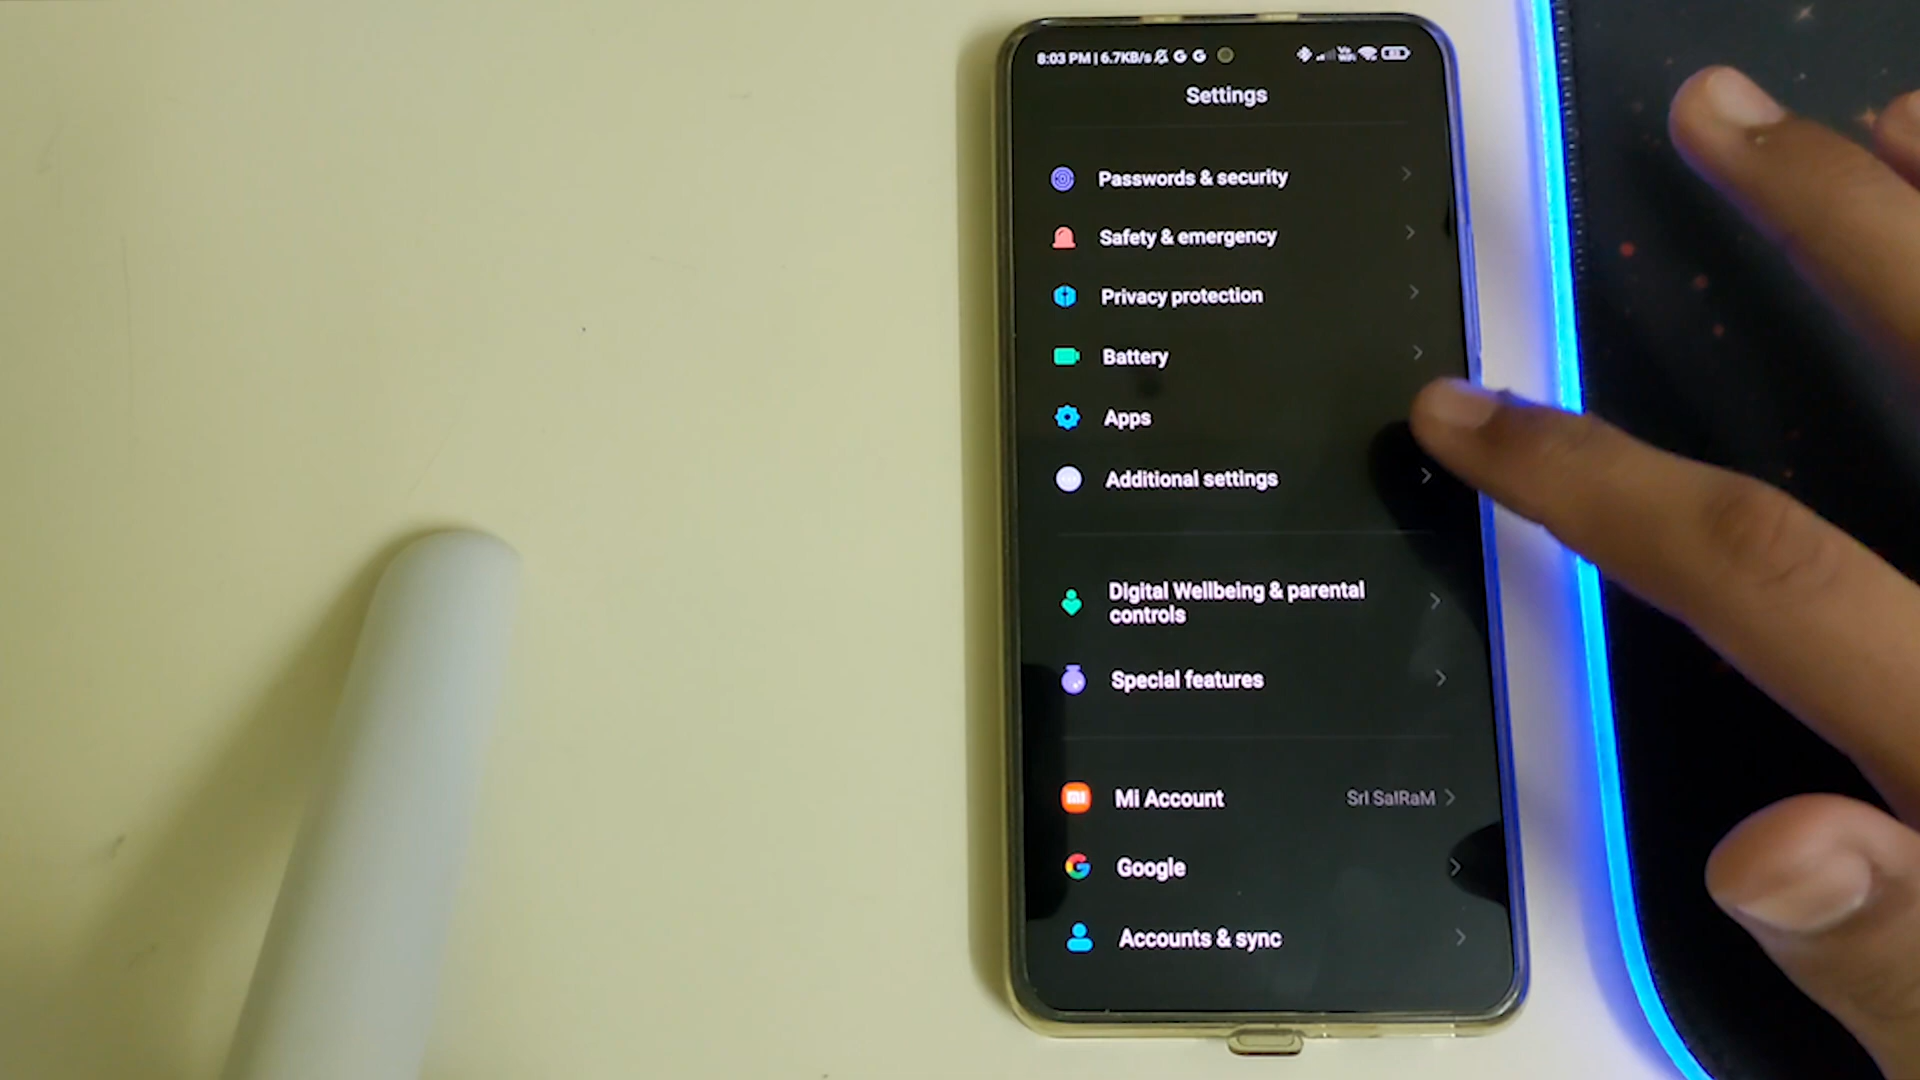 8:03 PM | 6.7KB/s
Settings
Passwords & security
Safety & emergency
Privacy protection
Battery
Apps
Additional settings
Digital Wellbeing & parental
controls
Special features
Mi Account
SrI SaIRaM
Google
Accounts & sync